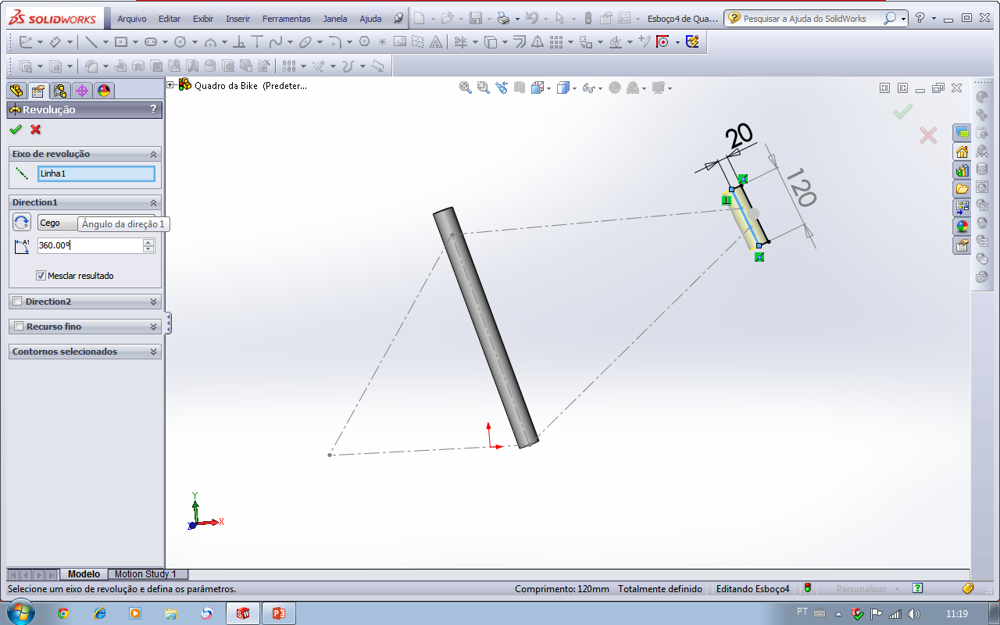 SOLIDWORKS
Arquivo Editar Exibir Inserir Ferramentas Janela Ajuda
Esboço4 de Qua...
Pesquisar a Ajuda do SolidWorks
?
Quadro da Bike (Predeter...
Revolução ?
Eixo de revolução
Linha1
Direction1
Cego
Ângulo da direção 1
360.00º
Mesclar resultado
Direction2
Recurso fino
Contornos selecionados
20
120
Y
X
Z
Modelo Motion Study 1
Selecione um eixo de revolução e defina os parâmetros.
Comprimento: 120mm Totalmente definido Editando Esboço4 Personalizar ?
PT 11:19